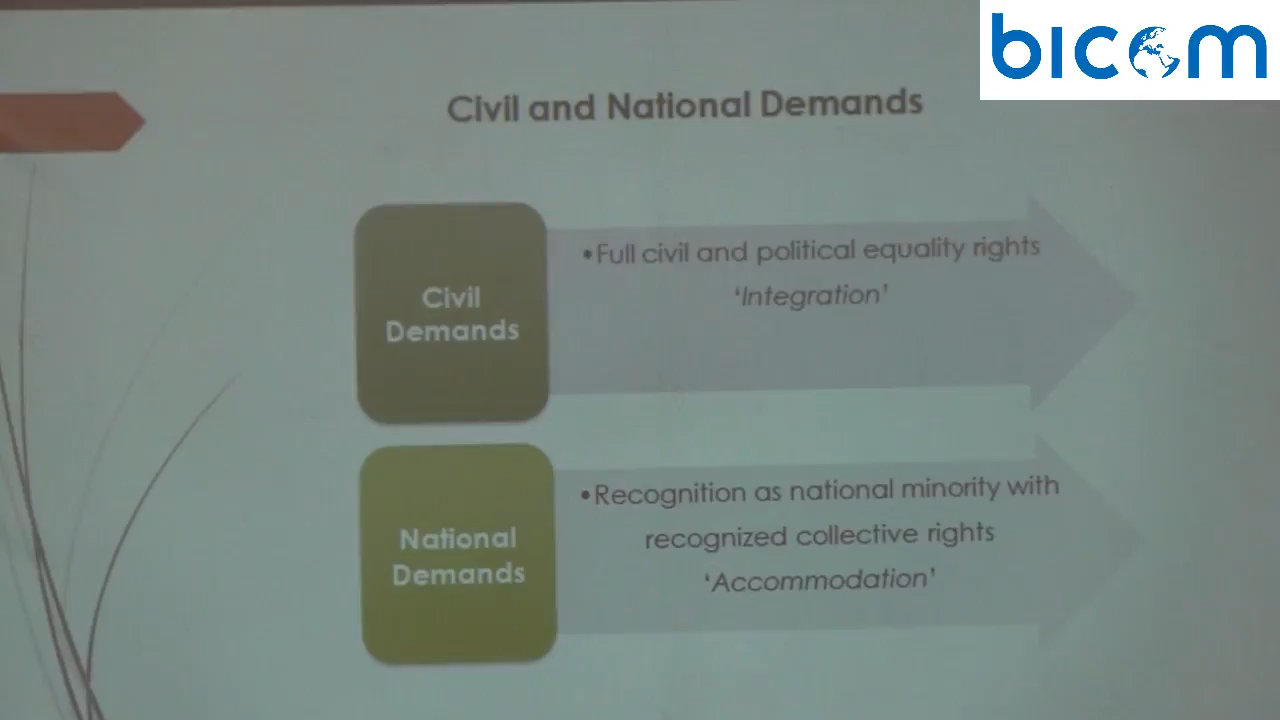 bicom
Civil and National Demands
Civil
Demands
•Full civil and political equality rights
‘Integration’
National
Demands
•Recognition as national minority with
recognized collective rights
‘Accommodation’